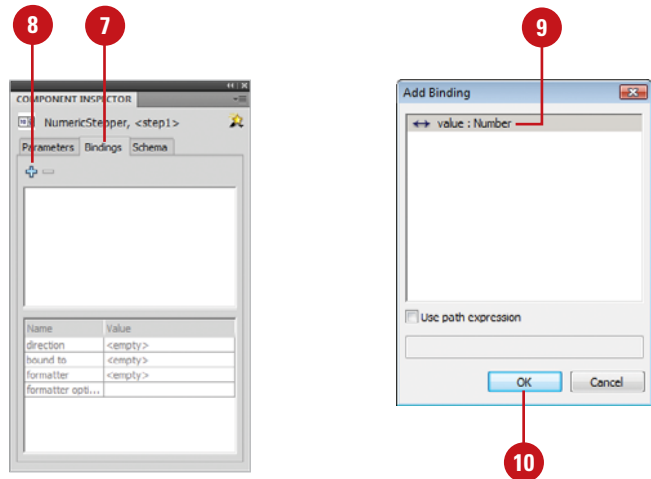 8
7
COMPONENT INSPECTOR
NumericStepper, <step1>
Parameters Bindings Schema
Name Value
direction <empty>
bound to <empty>
formatter <empty>
formatter opti...
9
Add Binding
value : Number
Use path expression
OK Cancel
10